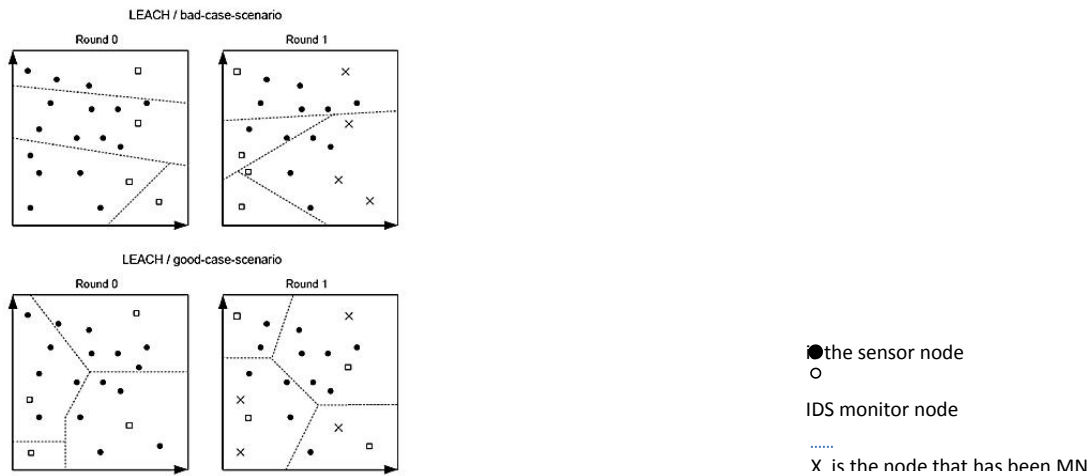 LEACH / bad-case-scenario
Round 0
Round 1
LEACH / good-case-scenario
Round 0
Round 1
is the sensor node
IDS monitor node
X is the node that has been MN